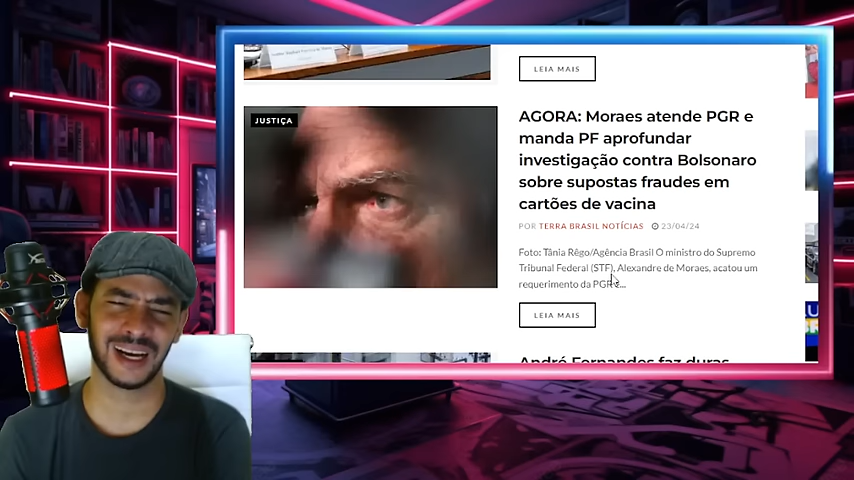 LEIA MAIS
JUSTIÇA
AGORA: Moraes atende PGR e
manda PF aprofundar
investigação contra Bolsonaro
sobre supostas fraudes em
cartões de vacina
POR TERRA BRASIL NOTÍCIAS 23/04/24
Foto: Tânia Rêgo/Agência Brasil O ministro do Supremo
Tribunal Federal (STF), Alexandre de Moraes, acatou um
requerimento da PGR
LEIA MAIS
André Fernandes faz duras